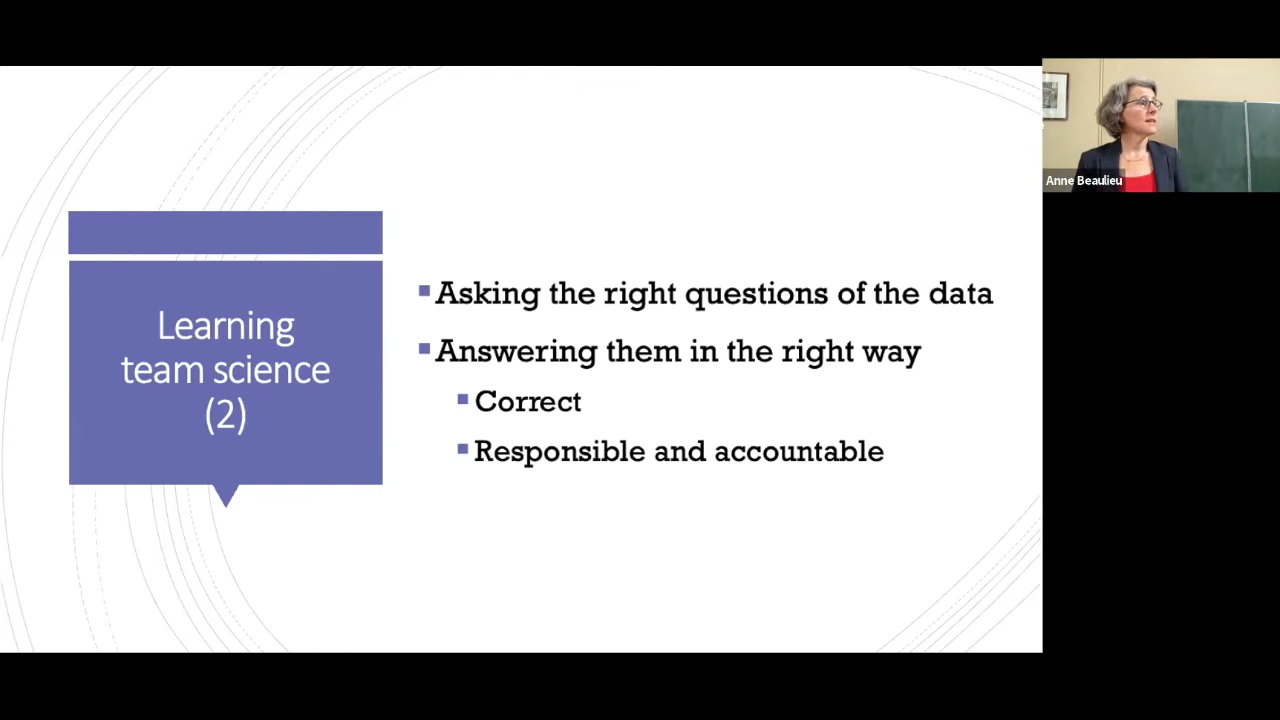 Learning
team science
(2)
Asking the right questions of the data
Answering them in the right way
Correct
Responsible and accountable
Anne Beaulieu